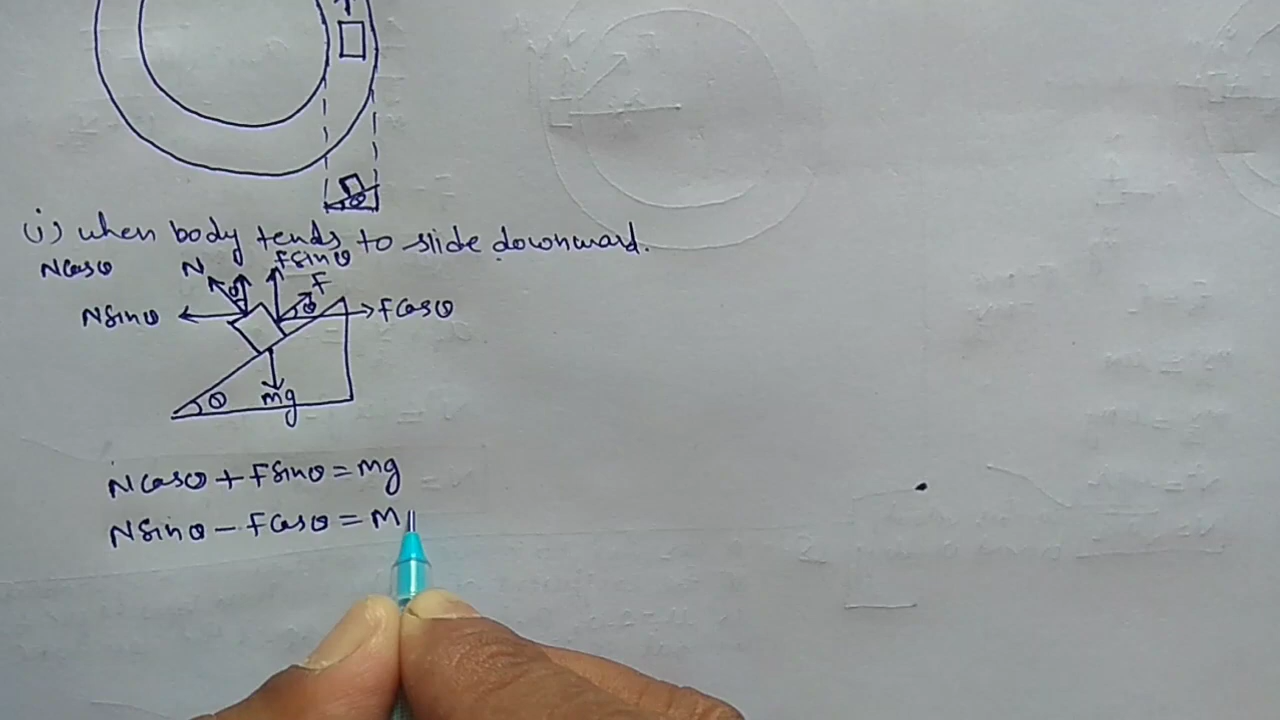 (i) when body tends to slide downward.
Ncosθ N fsinθ
θ f
θ
Nsinθ fcosθ
θ mg
Ncosθ + fsinθ = mg
Nsinθ - fcosθ = m